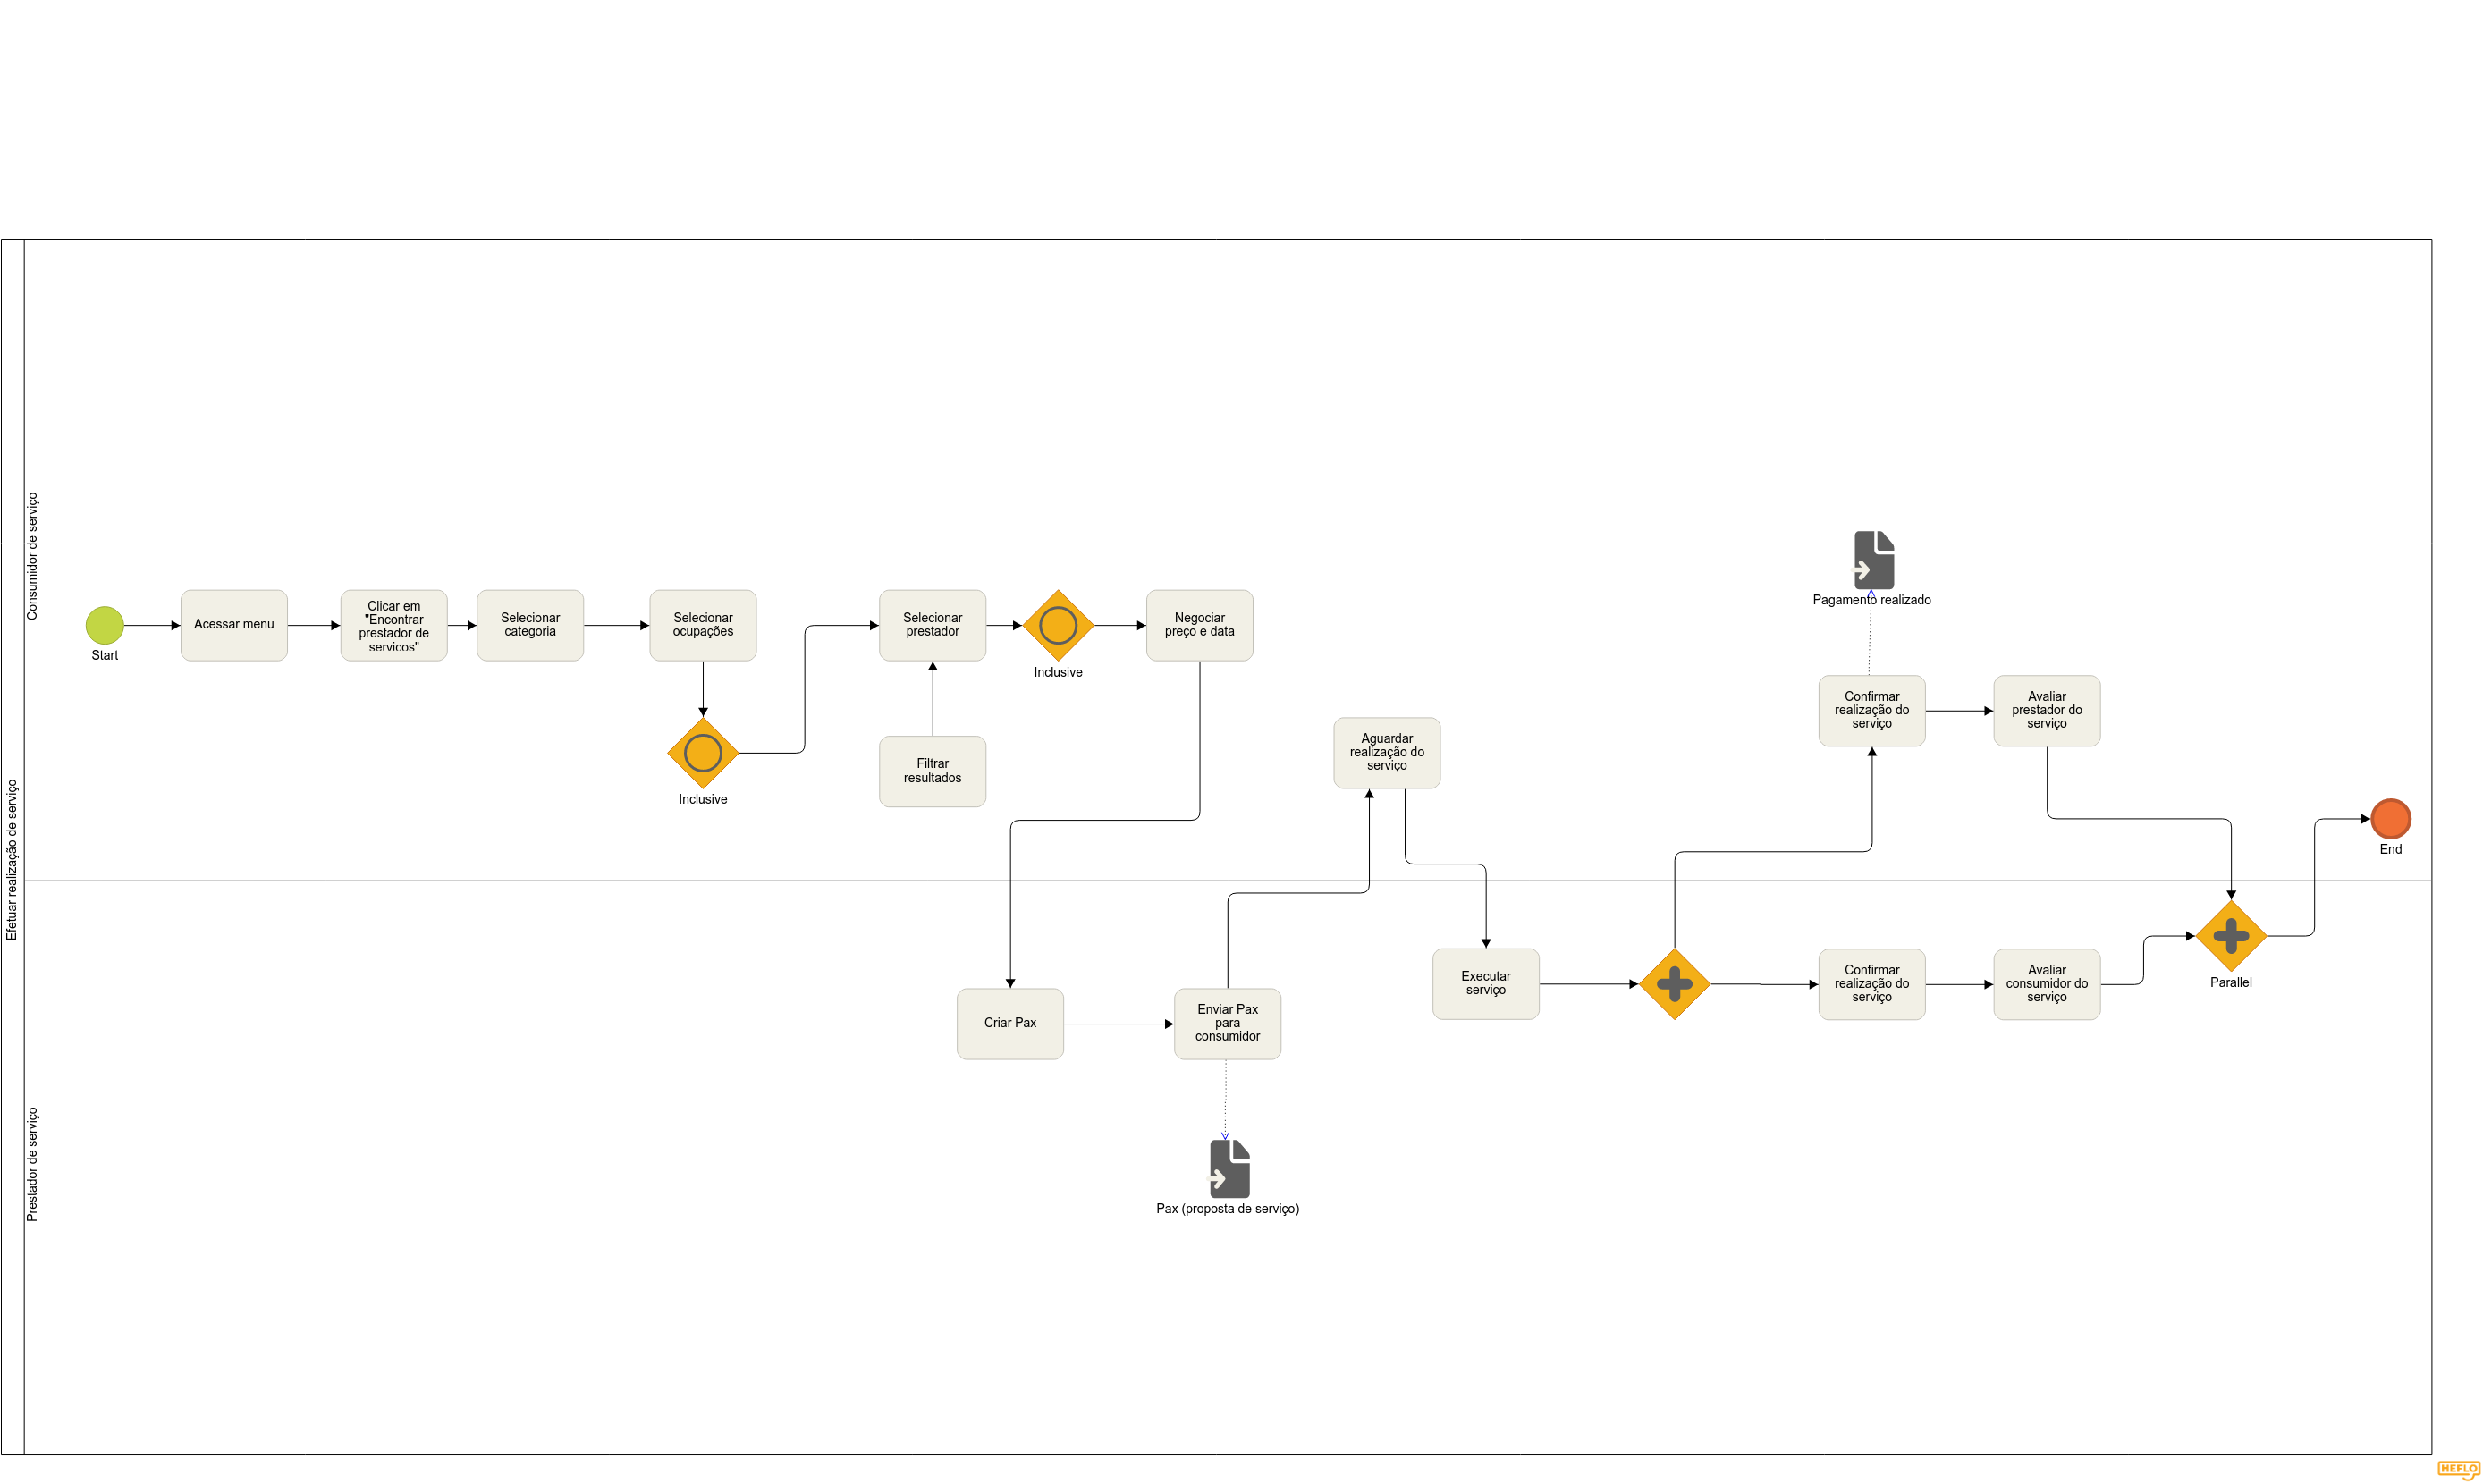 Efetuar realização de serviço
Consumidor de serviço
Start
Acessar menu
Clicar em
"Encontrar
prestador de
serviços"
Selecionar
categoria
Selecionar
ocupações
Inclusive
Selecionar
prestador
Filtrar
resultados
Inclusive
Negociar
preço e data
Aguardar
realização do
serviço
Pagamento realizado
Confirmar
realização do
serviço
Avaliar
prestador do
serviço
End
Prestador de serviço
Criar Pax
Enviar Pax
para
consumidor
Pax (proposta de serviço)
Executar
serviço
Confirmar
realização do
serviço
Avaliar
consumidor do
serviço
Parallel
HEFLO